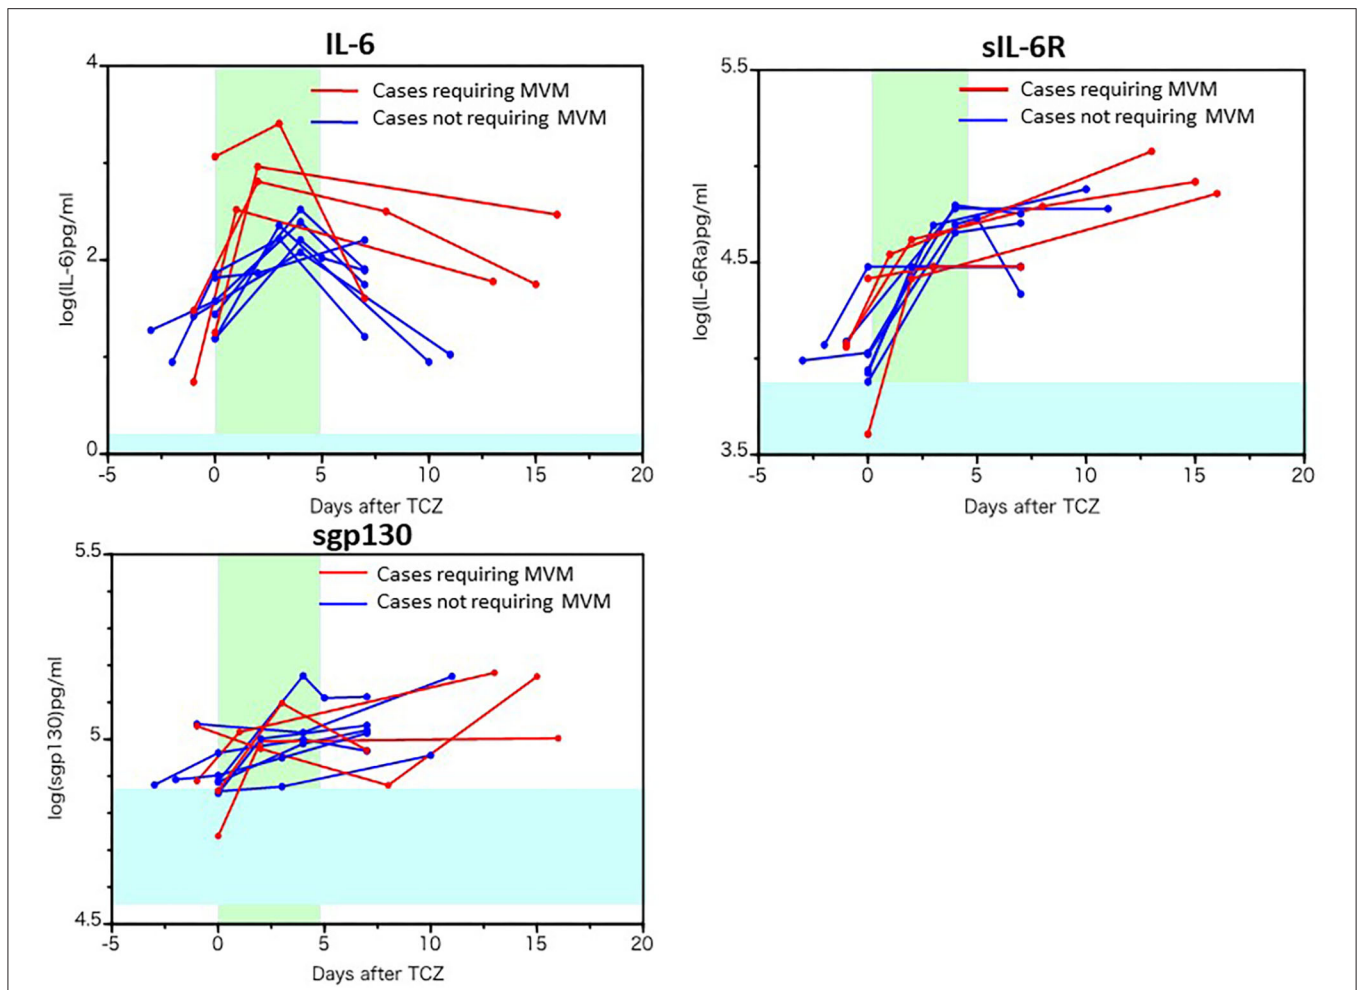 IL-6
4
3
2
1
0
log(IL-6)pg/ml
Cases requiring MVM
Cases not requiring MVM
-5 0 5 10 15 20
Days after TCZ
sIL-6R
5.5
4.5
3.5
log(IL-6Ra)pg/ml
Cases requiring MVM
Cases not requiring MVM
-5 0 5 10 15 20
Days after TCZ
sgp130
5.5
5
4.5
log(sgp130)pg/ml
Cases requiring MVM
Cases not requiring MVM
-5 0 5 10 15 20
Days after TCZ